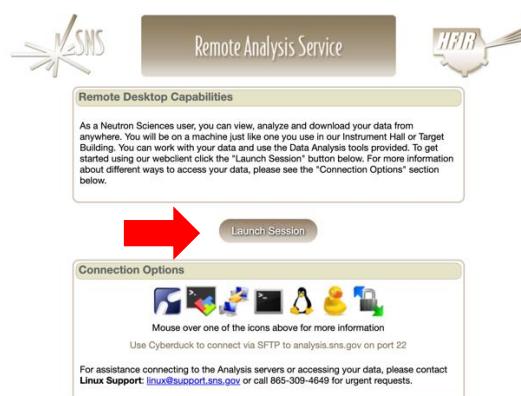 SNS
Remote Analysis Service
HFIR
Remote Desktop Capabilities
As a Neutron Sciences user, you can view, analyze and download your data from
anywhere. You will be on a machine just like one you use in our Instrument Hall or Target
Building. You can work with your data and use the Data Analysis tools provided. To get
started using our webclient click the "Launch Session" button below. For more information
about different ways to access your data, please see the "Connection Options" section
below.
Launch Session
Connection Options
Mouse over one of the icons above for more information
Use Cyberduck to connect via SFTP to analysis.sns.gov on port 22
For assistance connecting to the Analysis servers or accessing your data, please contact
Linux Support: linux@support.sns.gov or call 865-309-4649 for urgent requests.